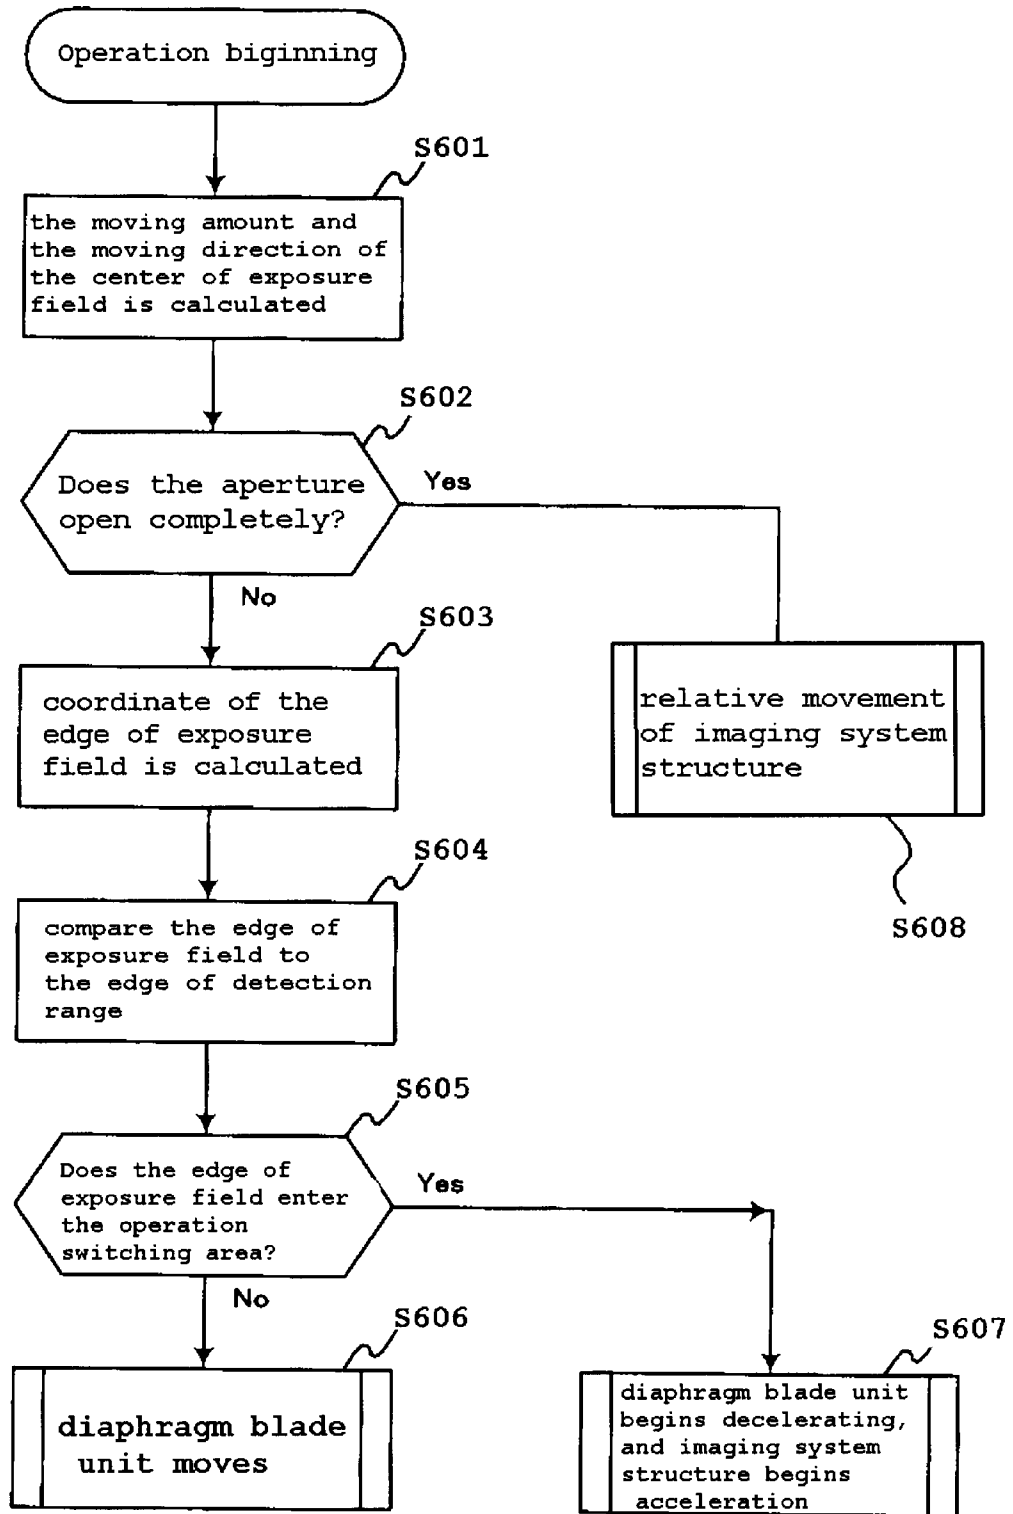 Operation biginning
S601
the moving amount and
the moving direction of
the center of exposure
field is calculated
S602
Does the aperture
open completely?
Yes
No
S603
coordinate of the
edge of exposure
field is calculated
relative movement
of imaging system
structure
S608
S604
compare the edge of
exposure field to
the edge of detection
range
S605
Does the edge of
exposure field enter
the operation
switching area?
Yes
No
S606
diaphragm blade
unit moves
S607
diaphragm blade unit
begins decelerating,
and imaging system
structure begins
acceleration